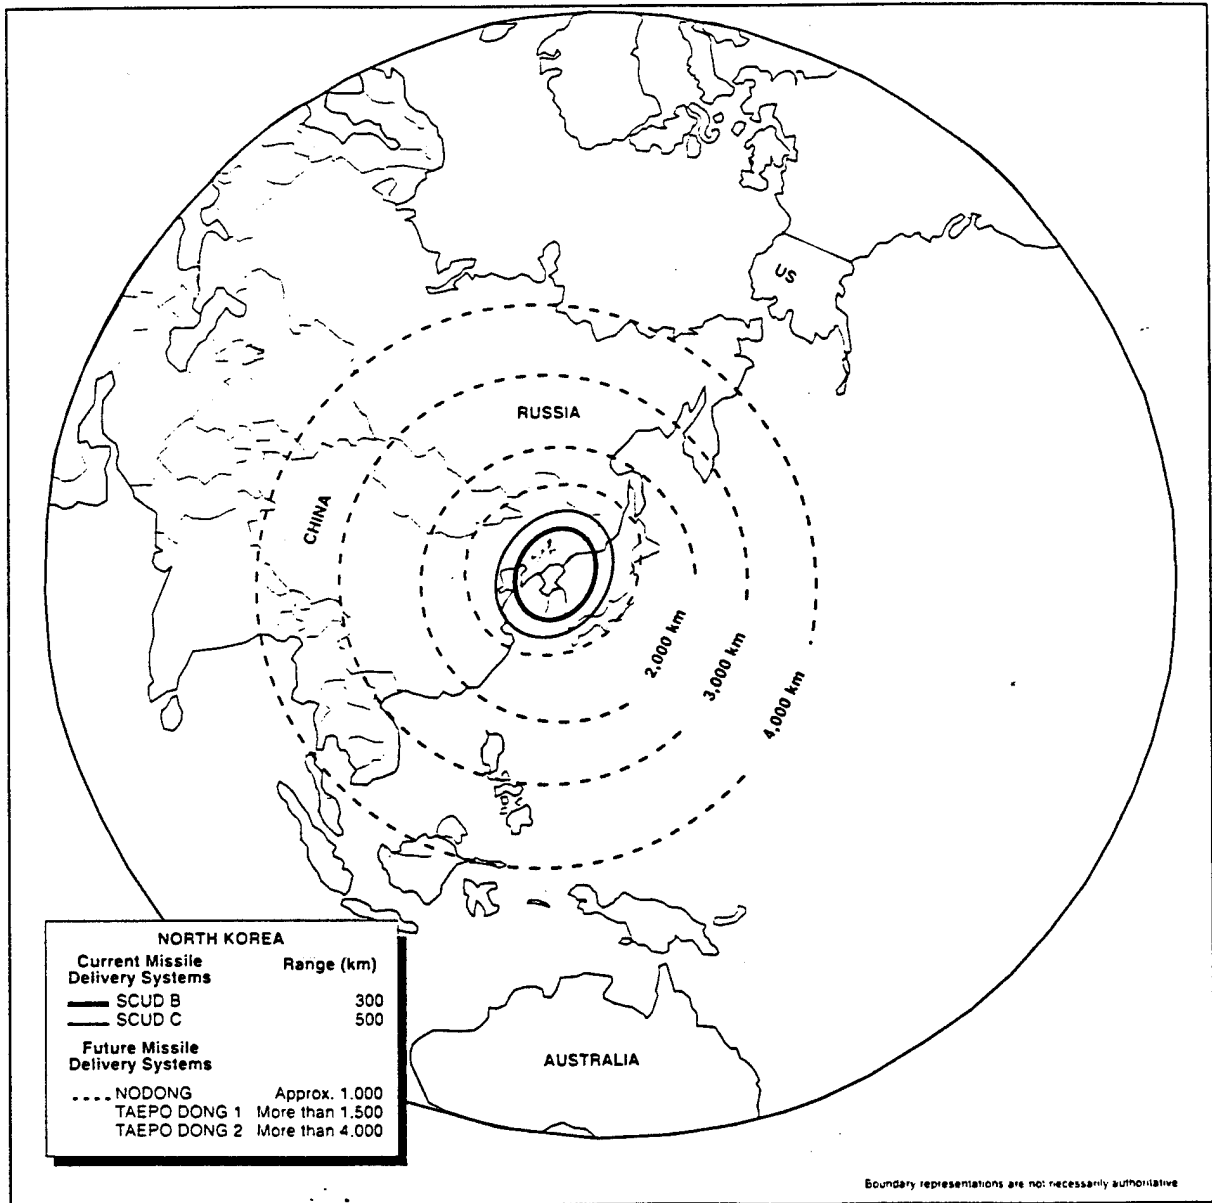 US
RUSSIA
CHINA
2,000 km
3,000 km
4,000 km
AUSTRALIA
NORTH KOREA
Current Missile
Delivery Systems Range (km)
SCUD B 300
SCUD C 500
Future Missile
Delivery Systems
NODONG Approx. 1.000
TAEPO DONG 1 More than 1.500
TAEPO DONG 2 More than 4.000
Boundary representations are not necessarily authoritative